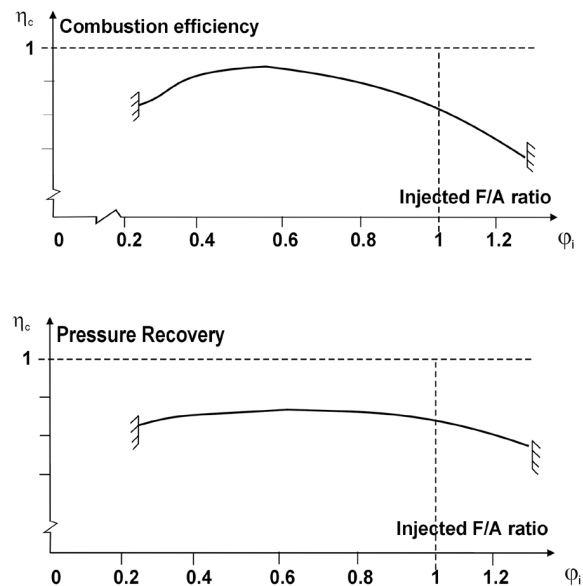 ηc
Combustion efficiency
1
Injected F/A ratio
0 0.2 0.4 0.6 0.8 1 1.2 φi
ηc
Pressure Recovery
1
Injected F/A ratio
0 0.2 0.4 0.6 0.8 1 1.2 φi